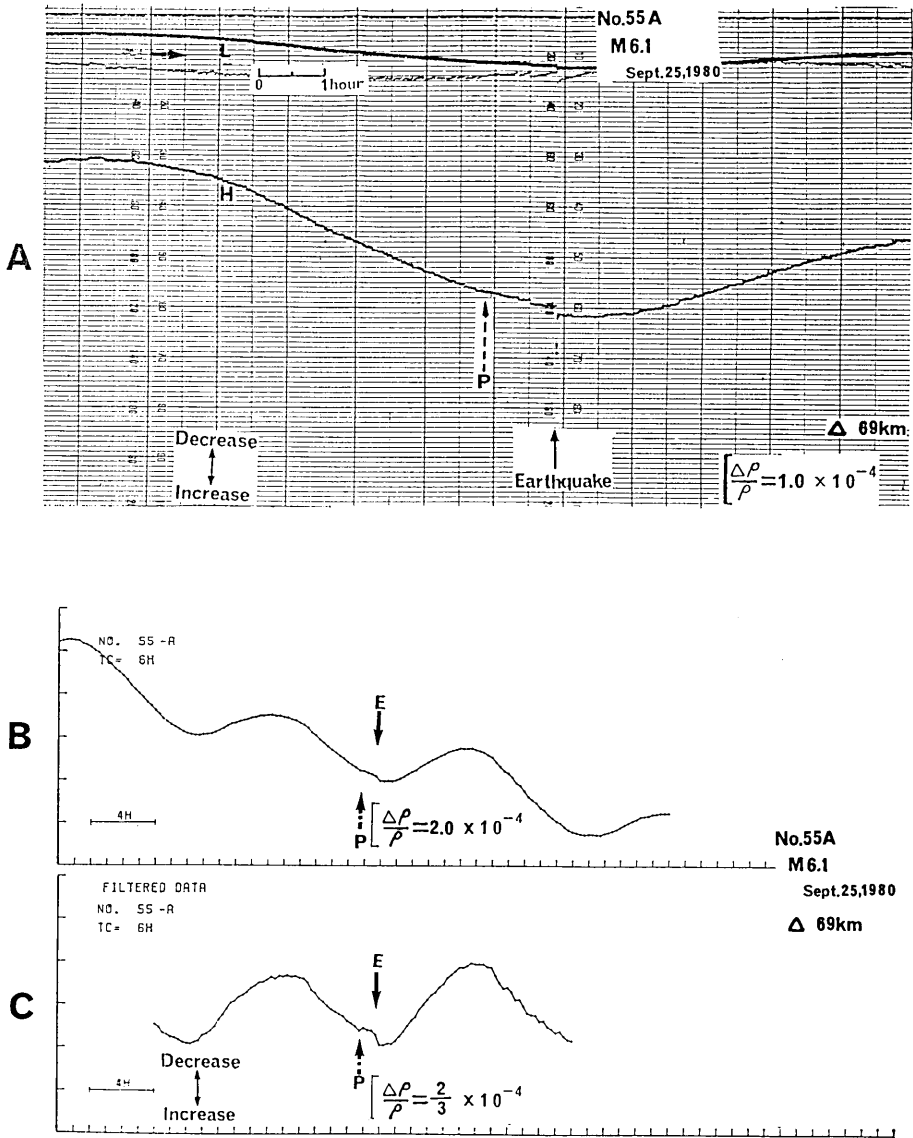 No.55A
M 6.1
Sept.25,1980
L
0 1hour
H
A
P
Decrease
Increase
Earthquake
Δ 69km
Δρ/ρ = 1.0 × 10⁻⁴
NO. 55-A
TC= 6H
E
B
4H
P
Δρ/ρ = 2.0 × 10⁻⁴
No.55A
M 6.1
Sept.25,1980
Δ 69km
FILTERED DATA
NO. 55-A
TC= 6H
E
C
Decrease
4H
Increase
P
Δρ/ρ = 2/3 × 10⁻⁴